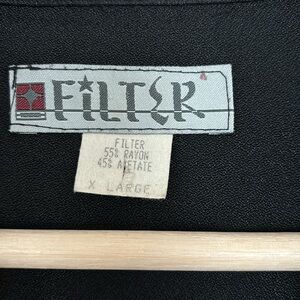 FILTER
FILTER
55% RAYON
45% ACETATE
X LARGE